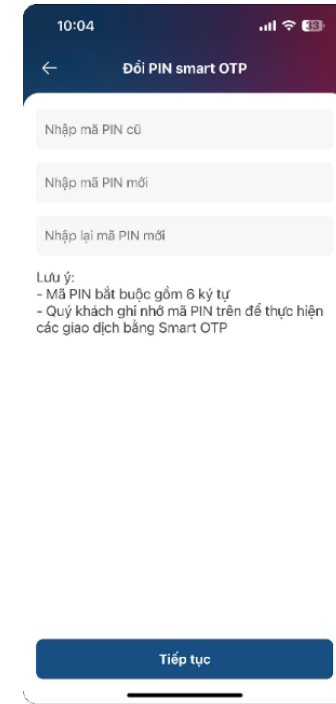 10:04
33
Đổi PIN smart OTP
Nhập mã PIN cũ
Nhập mã PIN mới
Nhập lại mã PIN mới
Lưu ý:
- Mã PIN bắt buộc gồm 6 ký tự
- Quý khách ghi nhớ mã PIN trên để thực hiện
các giao dịch bằng Smart OTP
Tiếp tục